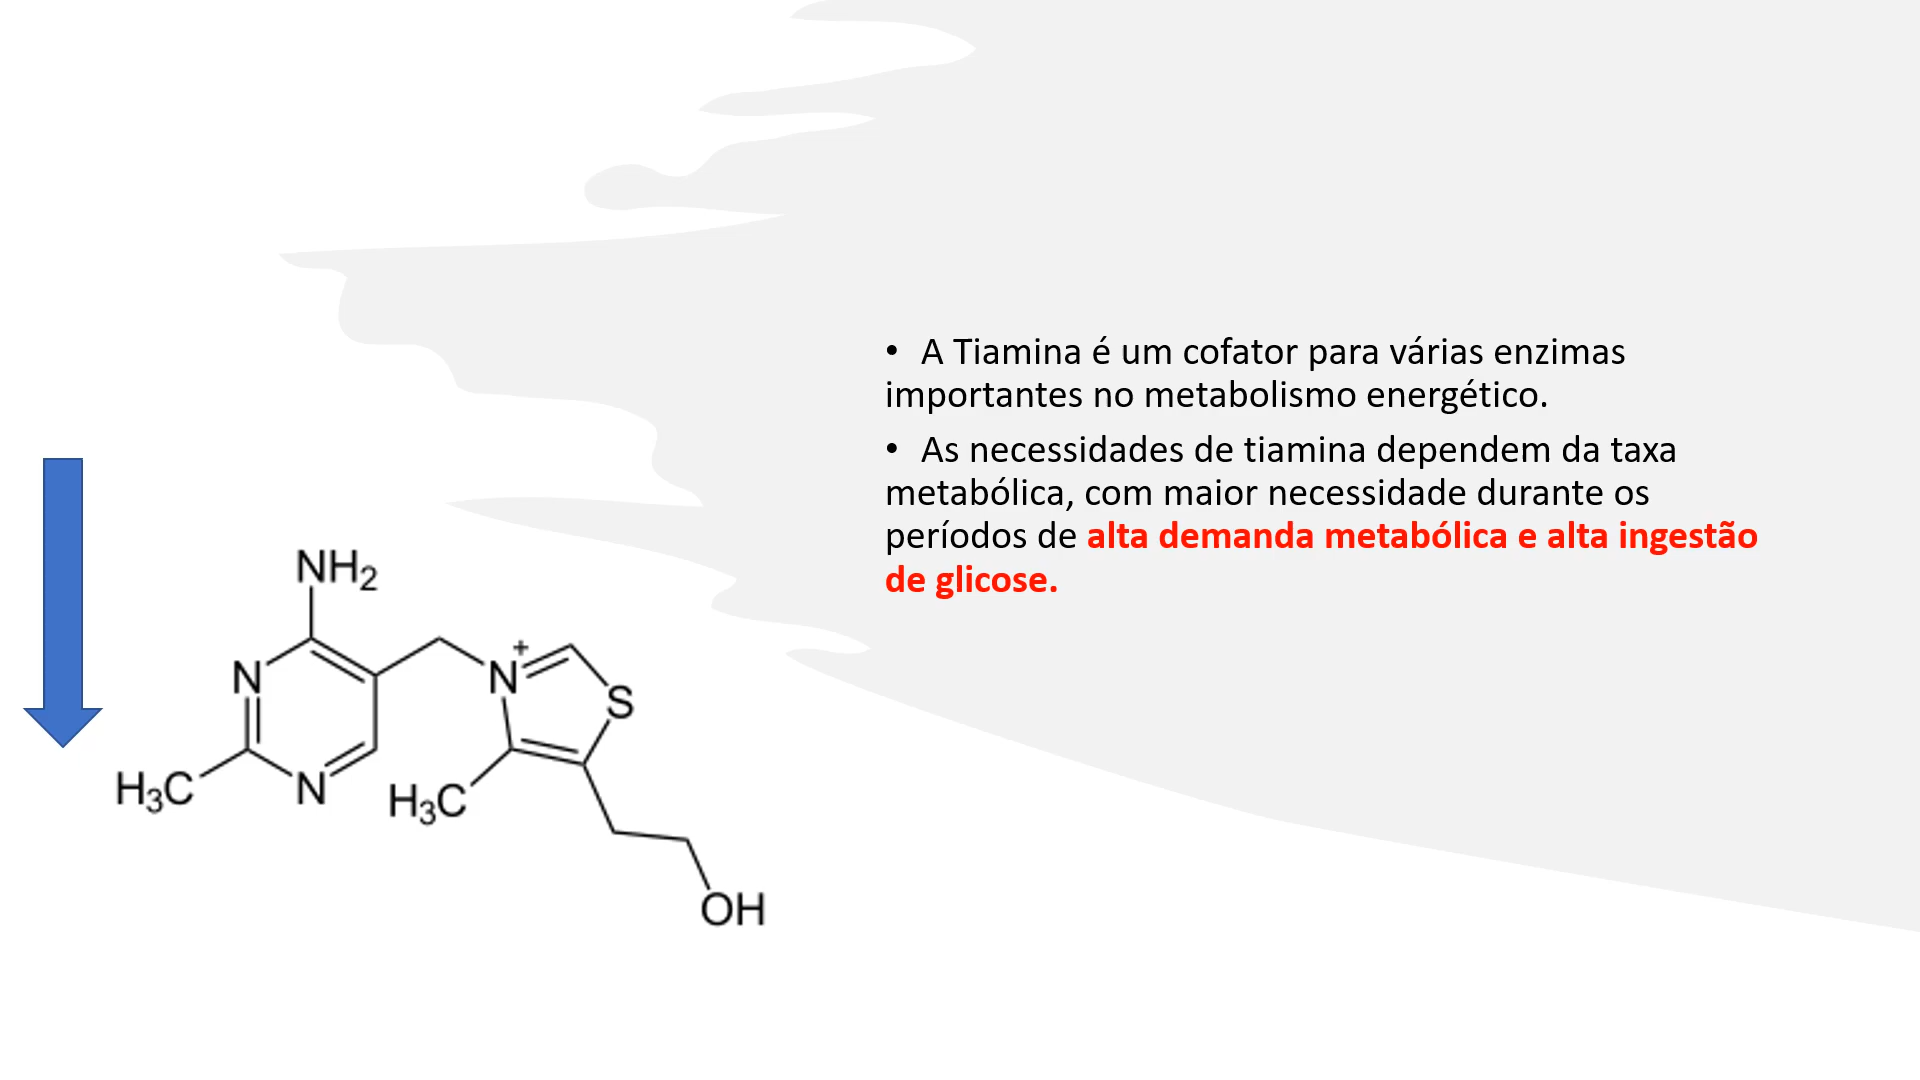 • A Tiamina é um cofator para várias enzimas
importantes no metabolismo energético.
• As necessidades de tiamina dependem da taxa
metabólica, com maior necessidade durante os
períodos de alta demanda metabólica e alta ingestão
de glicose.
NH2
N
N
+
S
H3C
N
H3C
OH